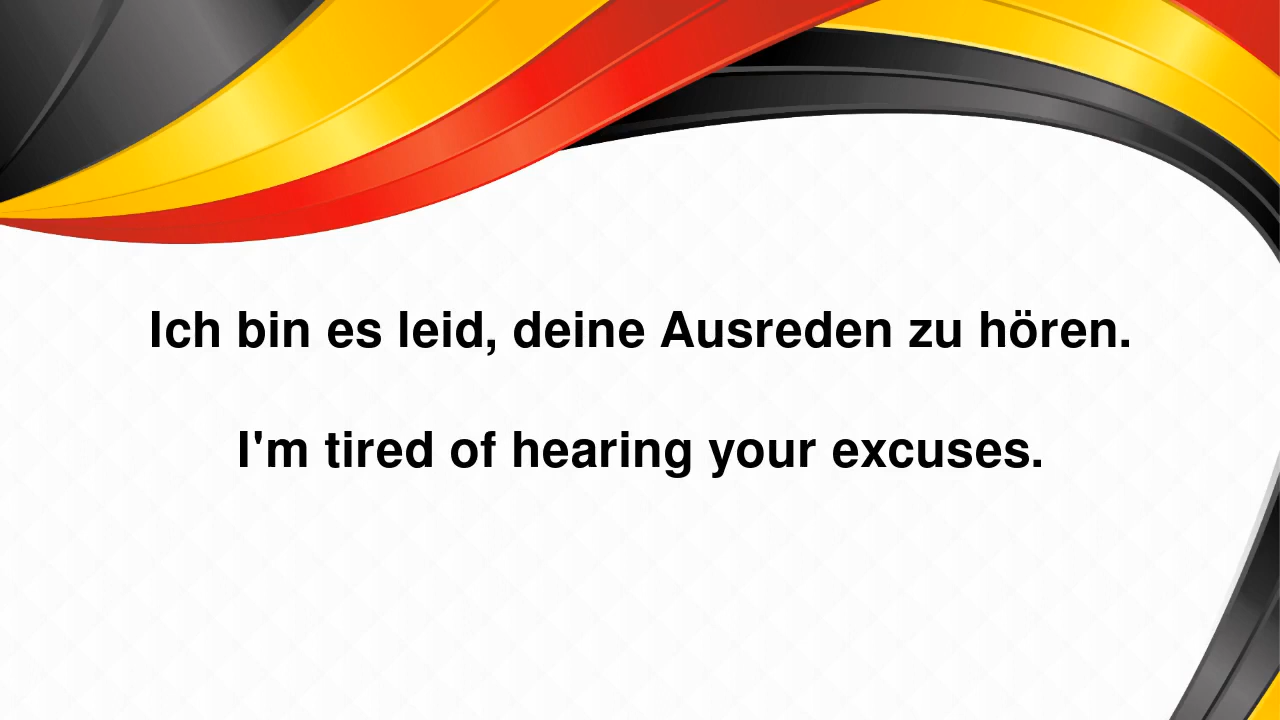 Ich bin es leid, deine Ausreden zu hören.
I'm tired of hearing your excuses.